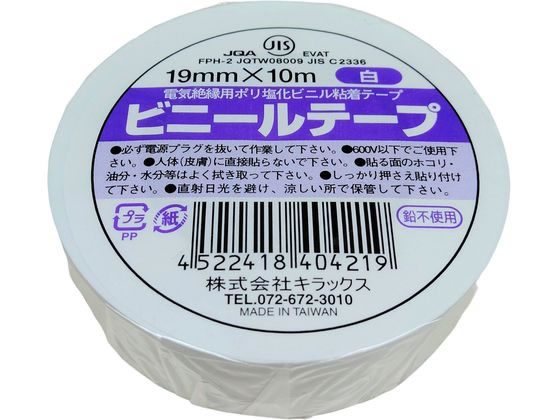 JQA JIS EVAT
FPH-2 JQTW08009 JIS C 2336
19mm×10m 白
電気絶縁用ポリ塩化ビニル粘着テープ
ビニールテープ
●必ず電源プラグを抜いて作業して下さい。●600V以下でご使用下
さい。●人体(皮膚)に直接貼らないで下さい。●貼る面のホコリ・
油分・水分等はよく拭き取って下さい。●しっかり押さえ貼り付け
て下さい。●直射日光を避け、涼しい所で保管して下さい。
プラ 紙 鉛不使用
PP
4 522418 404219
株式会社キラックス
TEL.072-672-3010
MADE IN TAIWAN